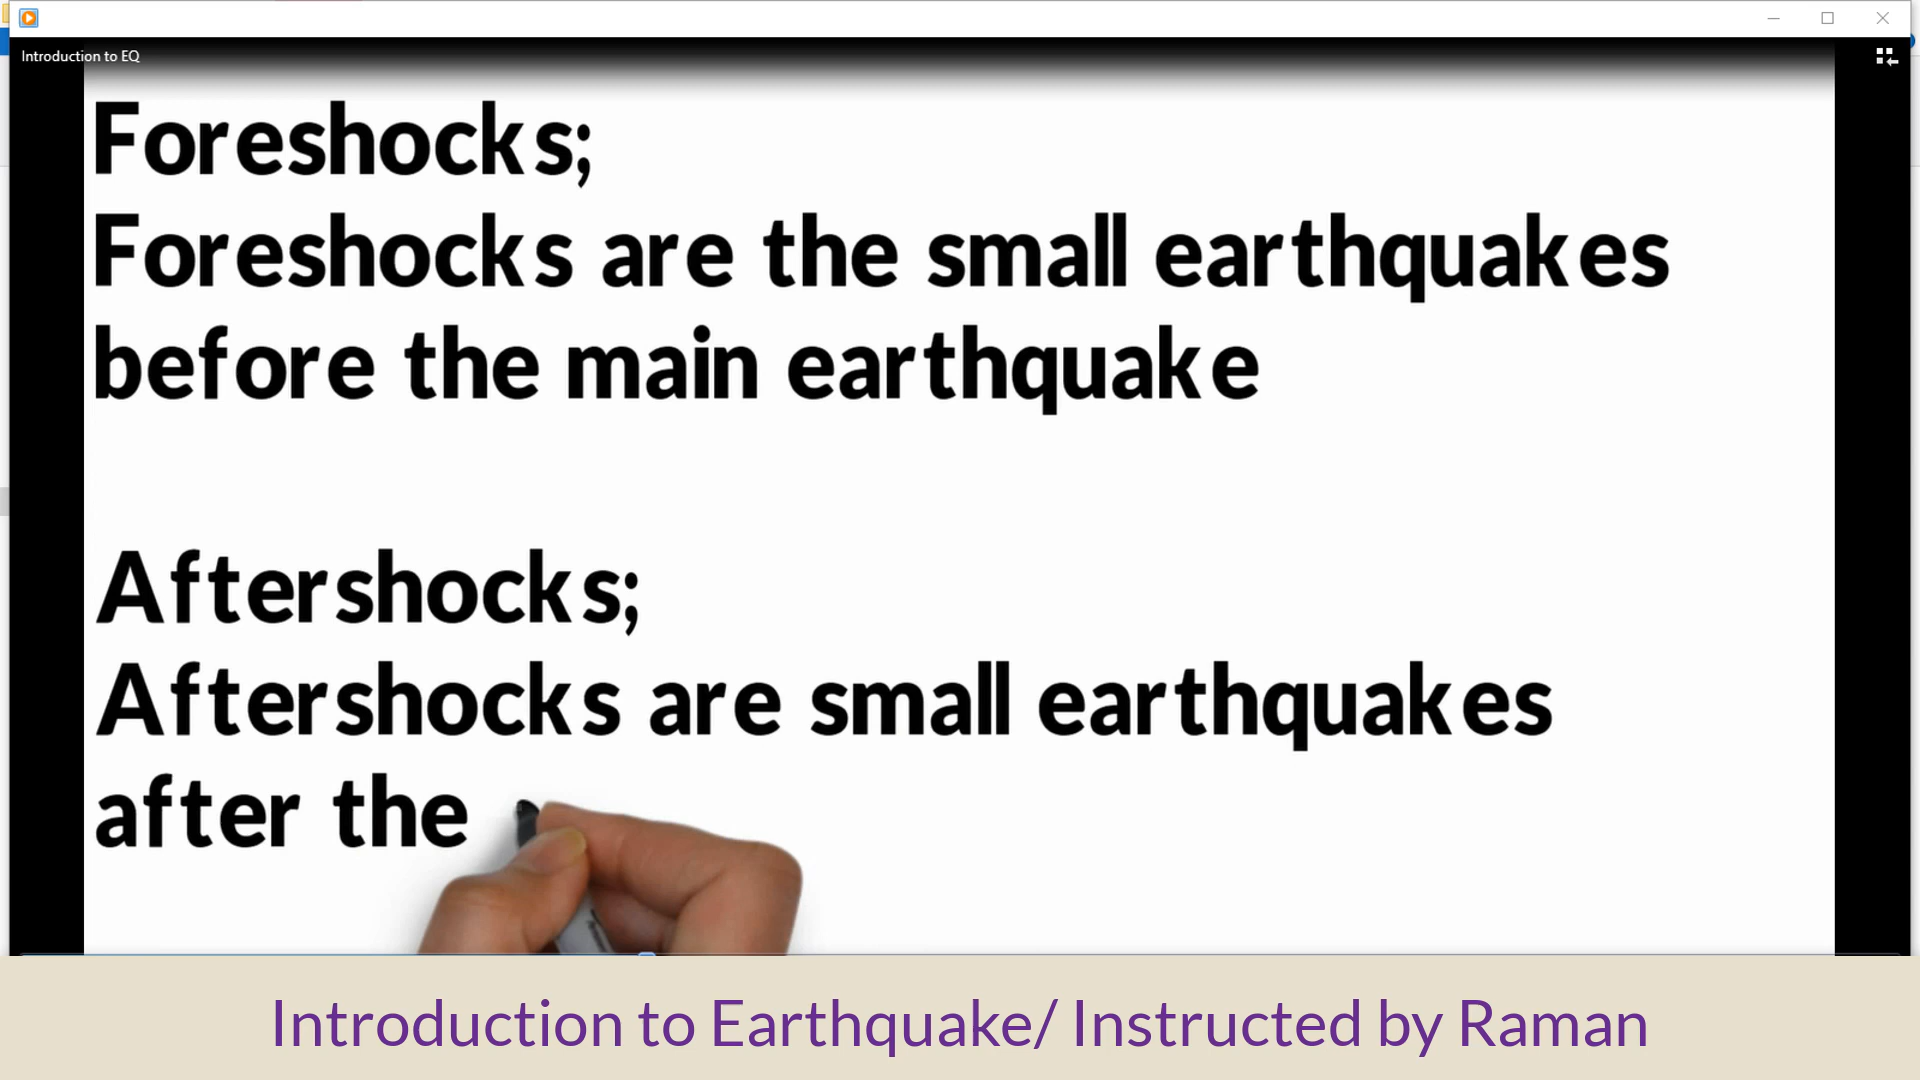 Introduction to EQ
Foreshocks;
Foreshocks are the small earthquakes
before the main earthquake
Aftershocks;
Aftershocks are small earthquakes
after the
Introduction to Earthquake/ Instructed by Raman